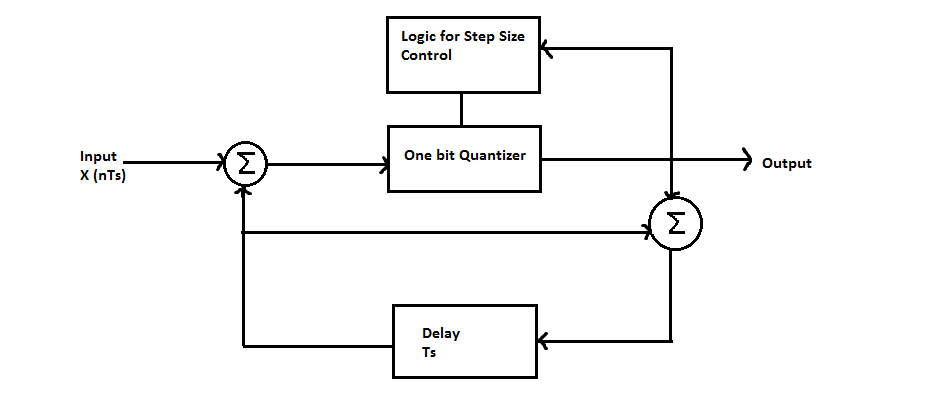 Logic for Step Size
Control
Input
X (nTs)
Σ
One bit Quantizer
Output
Σ
Delay
Ts